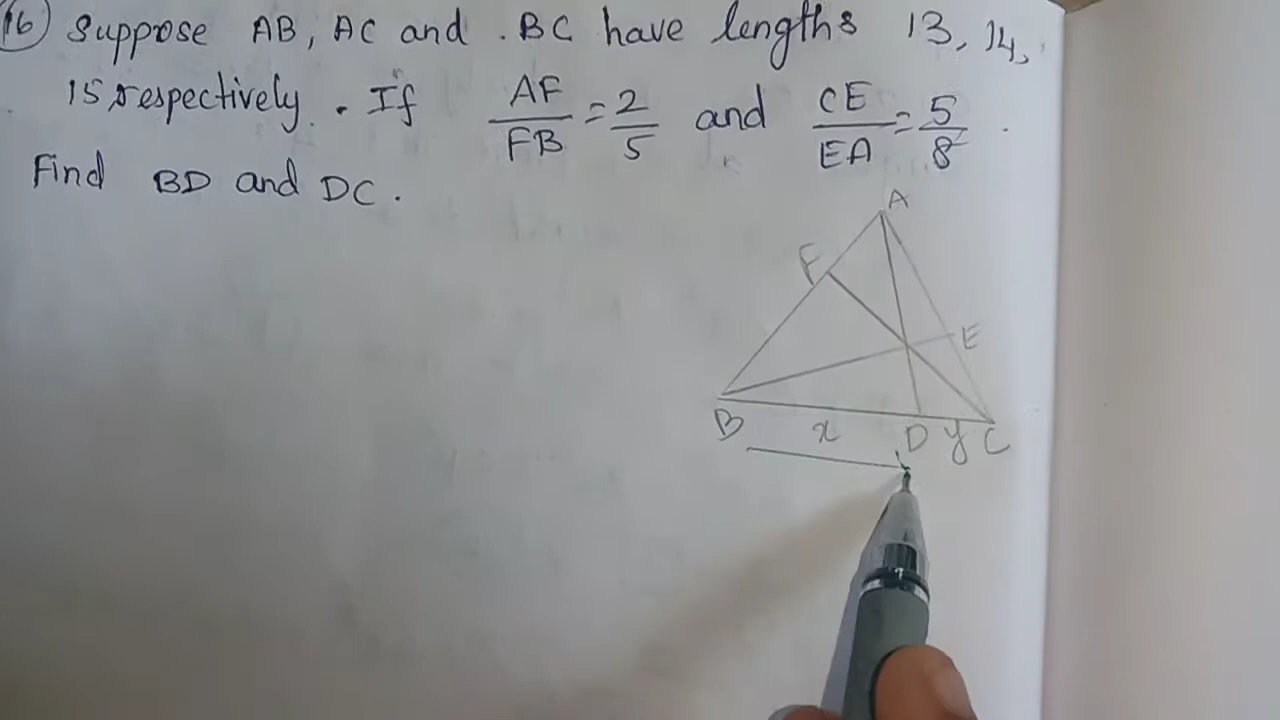 16 Suppose AB, AC and . BC have lengths 13, 14,
15 respectively . If AF/FB = 2/5 and CE/EA = 5/8 .
Find BD and DC .
A
F
E
B x D y C